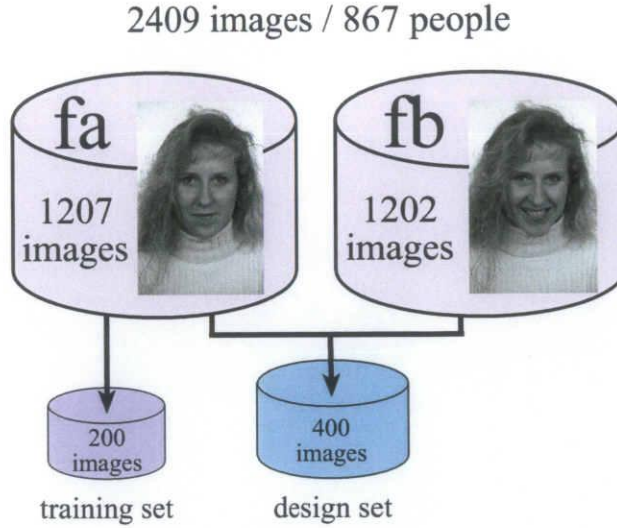 2409 images / 867 people
fa
fb
1207
images
1202
images
200
images
400
images
training set
design set